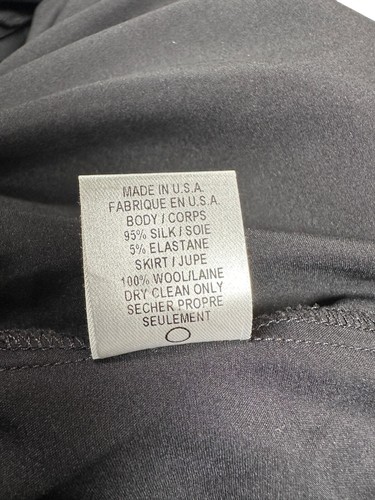 MADE IN U.S.A.
FABRIQUE EN U.S.A.
BODY / CORPS
95% SILK / SOIE
5% ELASTANE
SKIRT / JUPE
100% WOOL/LAINE
DRY CLEAN ONLY
SECHER PROPRE
SEULEMENT